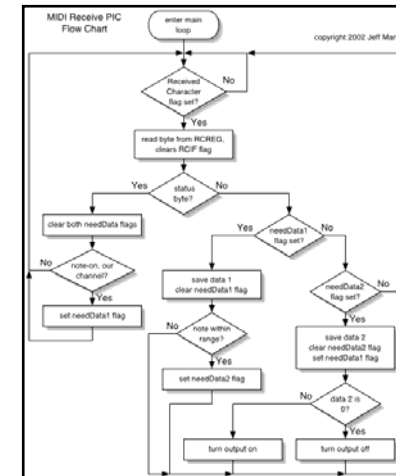 MIDI Receive PIC
Flow Chart
enter main
loop
copyright 2002 Jeff Mar
Received
Character
flag set?
No
Yes
read byte from RCREG,
clears RCIF flag
Yes
status
byte?
No
clear both needData flags
Yes
needData1
flag set?
No
No
note-on, our
channel?
Yes
set needData1 flag
save data 1
clear needData1 flag
needData2
flag set?
No
Yes
No
note within
range?
Yes
set needData2 flag
save data 2
clear needData2 flag
set needData1 flag
No
data 2 is
0?
Yes
turn output on
turn output off